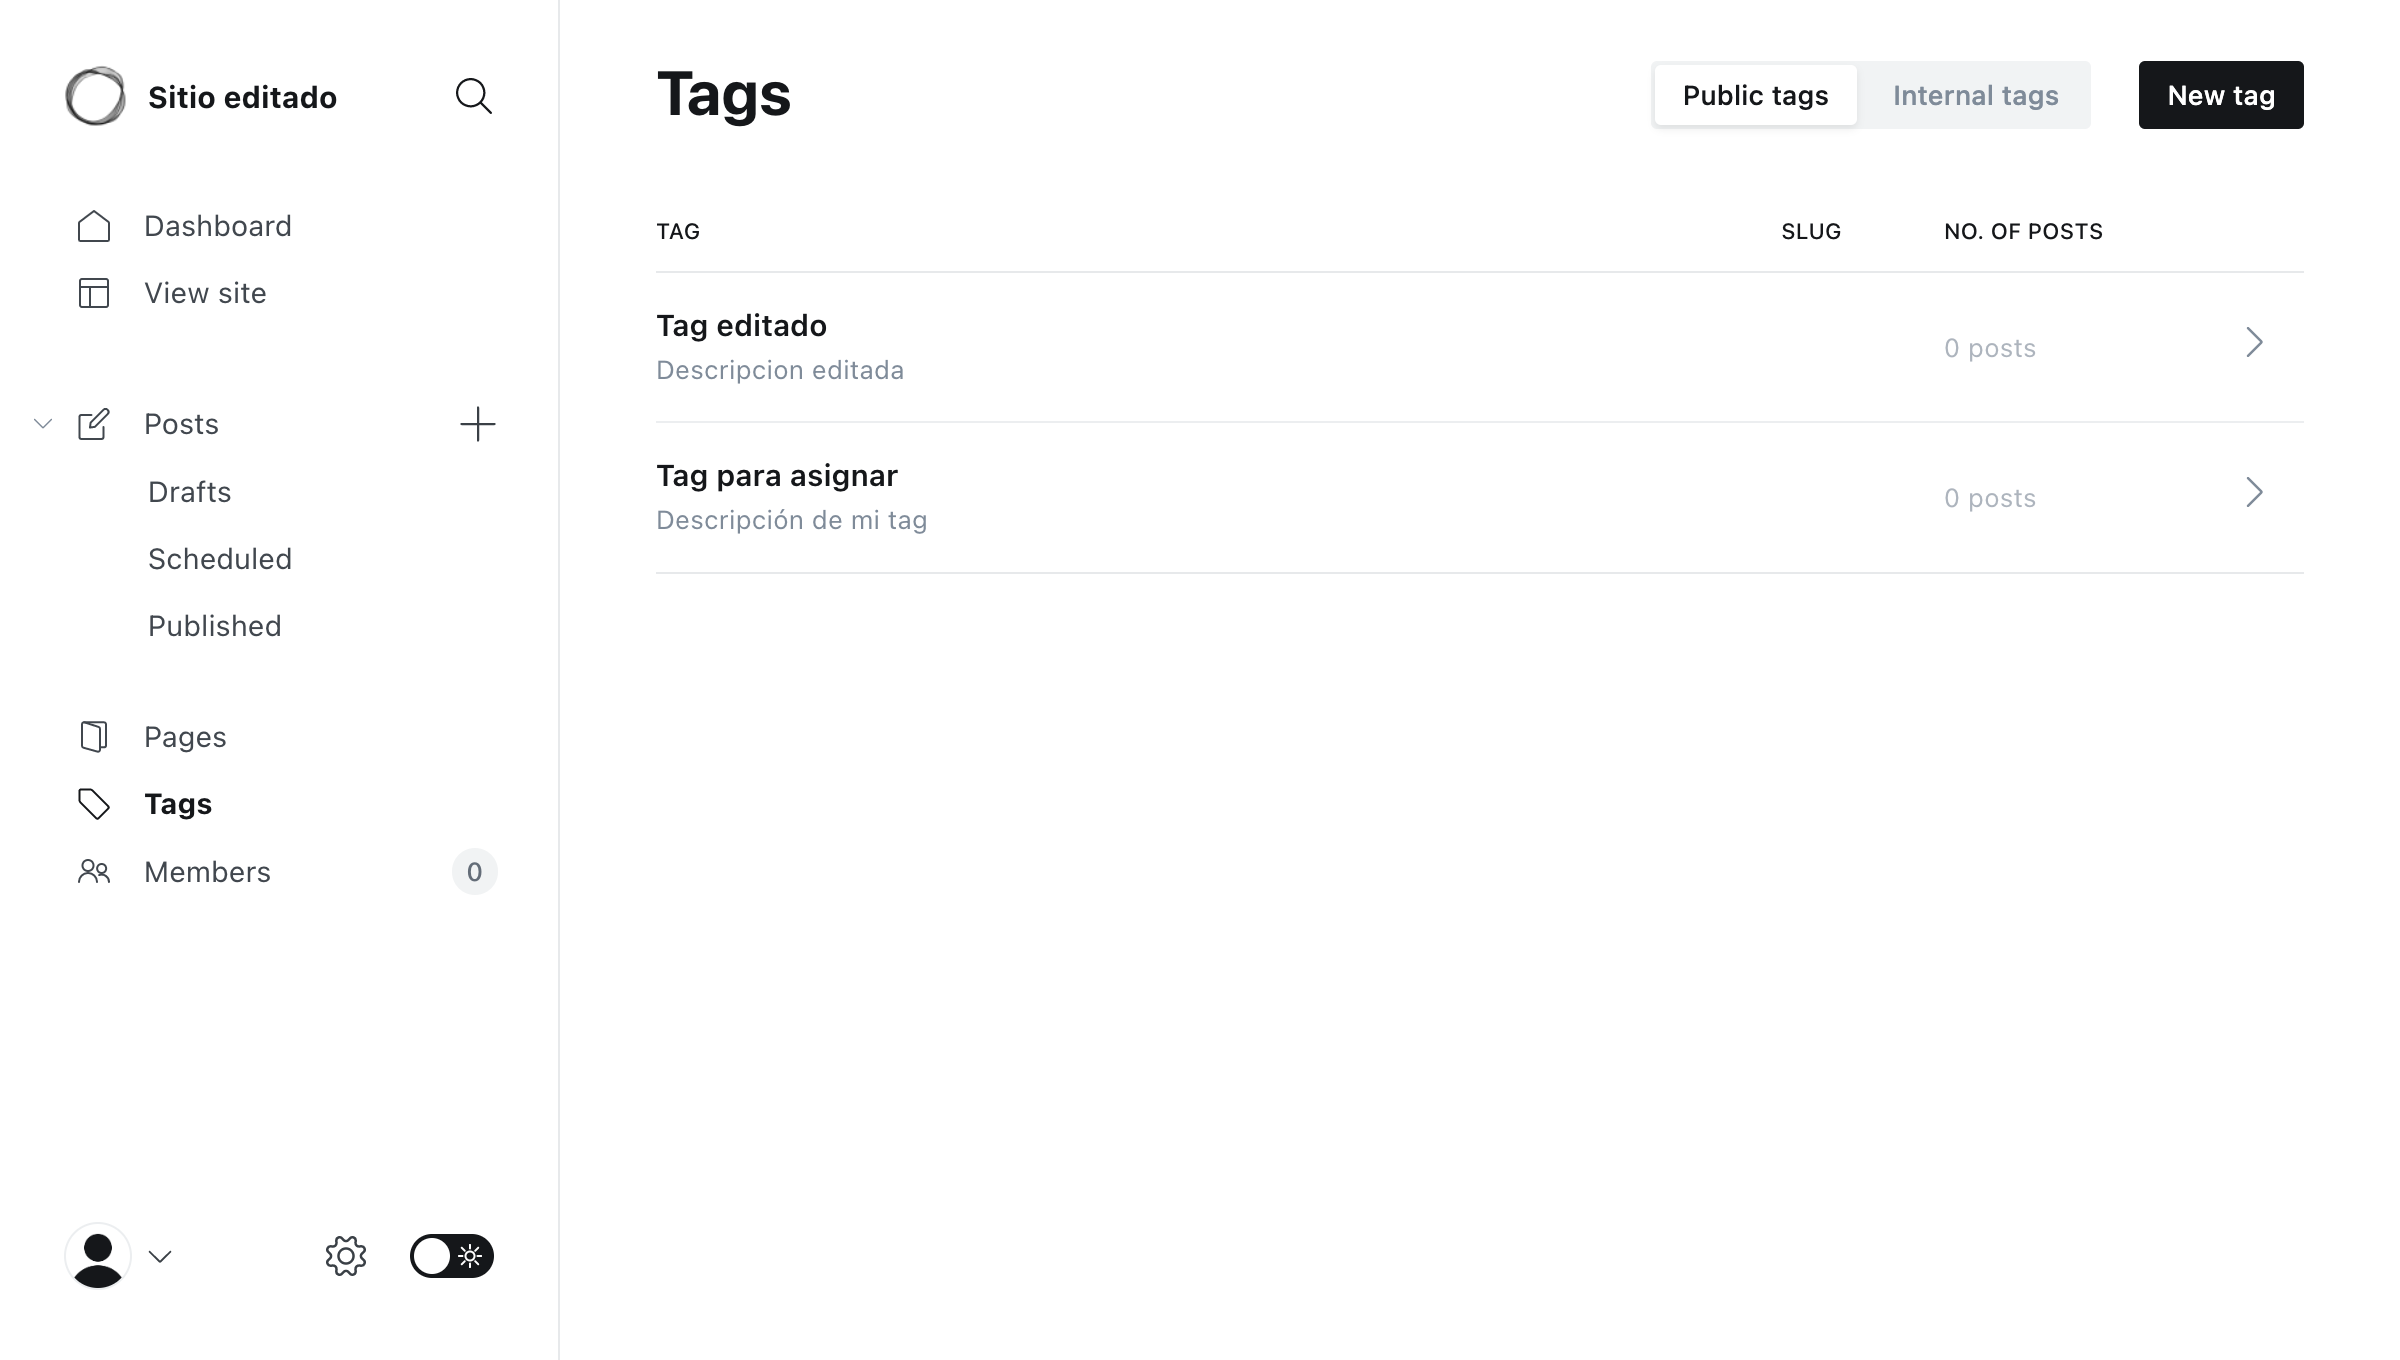 Sitio editado
Dashboard
View site
Posts
Drafts
Scheduled
Published
Pages
Tags
Members 0
Tags
Public tags Internal tags New tag
TAG SLUG NO. OF POSTS
Tag editado
Descripcion editada
0 posts
Tag para asignar
Descripción de mi tag
0 posts